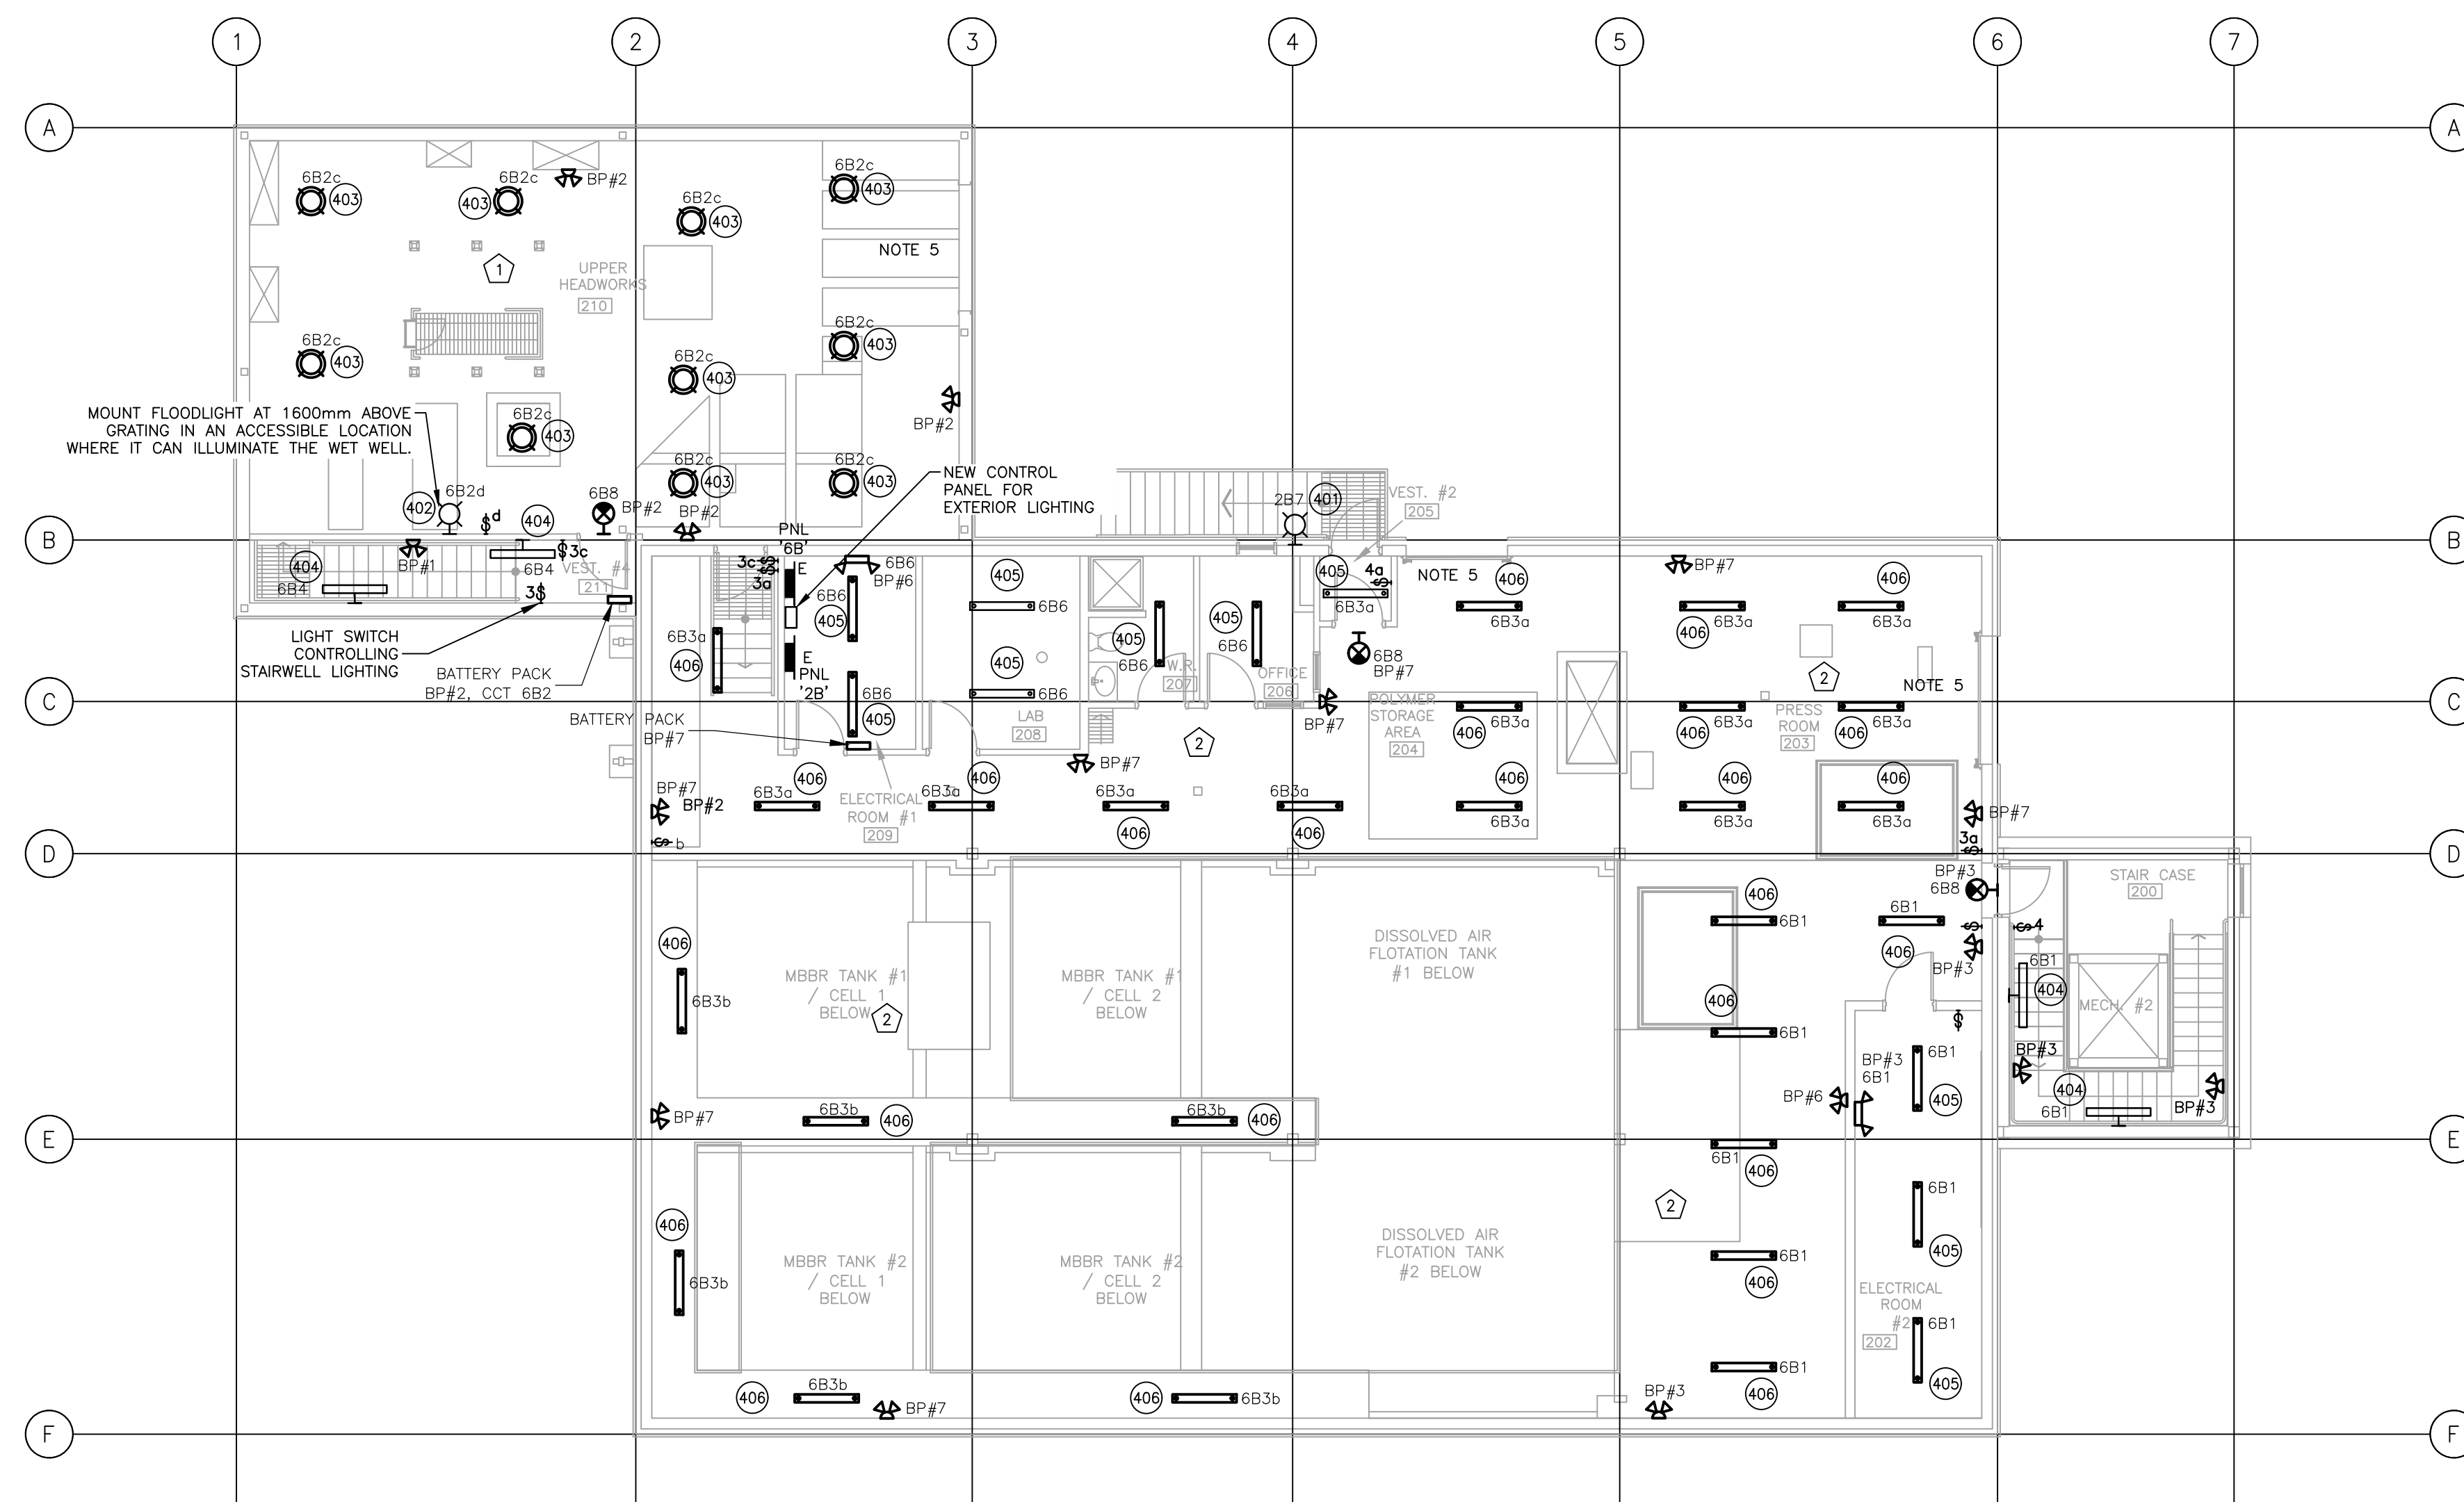 1
2
3
4
5
6
7
A
A
6B2c
403
6B2c
403
BP#2
6B2c
403
6B2c
403
NOTE 5
1
UPPER
HEADWORKS
210
6B2c
403
6B2c
403
6B2c
403
BP#2
MOUNT FLOODLIGHT AT 1600mm ABOVE
GRATING IN AN ACCESSIBLE LOCATION
WHERE IT CAN ILLUMINATE THE WET WELL.
6B2c
403
6B2c
403
6B2c
403
NEW CONTROL
PANEL FOR
EXTERIOR LIGHTING
402
6B2d
d
404
6B8
BP#2
BP#2
PNL
'6B'
2B7
401
VEST. #2
205
B
B
404
6B4
BP#1
6B4
3c
VEST. #4
211
3
3c
3a
E
6B6
BP#6
6B6
405
405
6B6
405
4a
6B3a
NOTE 5
406
6B3a
BP#7
406
6B3a
406
6B3a
LIGHT SWITCH
CONTROLLING
STAIRWELL LIGHTING
BATTERY PACK
BP#2, CCT 6B2
6B3a
406
E
PNL
'2B'
405
6B6
405
6B6
W.R.
207
405
6B6
OFFICE
206
6B8
BP#7
2
NOTE 5
C
C
BATTERY PACK
BP#7
6B6
405
LAB
208
2
BP#7
POLYMER
STORAGE
AREA
204
406
6B3a
406
6B3a
PRESS
ROOM
203
406
6B3a
BP#7
BP#2
b
6B3a
406
ELECTRICAL
ROOM #1
209
6B3a
406
BP#7
6B3a
406
6B3a
406
406
6B3a
406
6B3a
406
6B3a
BP#7
3a
D
D
406
6B3b
MBBR TANK #1
/ CELL 1
BELOW
2
MBBR TANK #1
/ CELL 2
BELOW
DISSOLVED AIR
FLOTATION TANK
#1 BELOW
406
6B1
6B1
406
BP#3
6B8
BP#3
STAIR CASE
200
4
6B1
404
MECH. #2
406
6B1
BP#3
6B1
6B1
405
BP#6
BP#3
404
6B1
BP#3
BP#7
6B3b
406
6B3b
406
E
E
6B1
406
406
6B3b
MBBR TANK #2
/ CELL 1
BELOW
MBBR TANK #2
/ CELL 2
BELOW
DISSOLVED AIR
FLOTATION TANK
#2 BELOW
2
6B1
406
6B1
405
ELECTRICAL
ROOM
#2
202
6B1
405
406
6B3b
BP#7
406
6B3b
BP#3
6B1
406
F
F